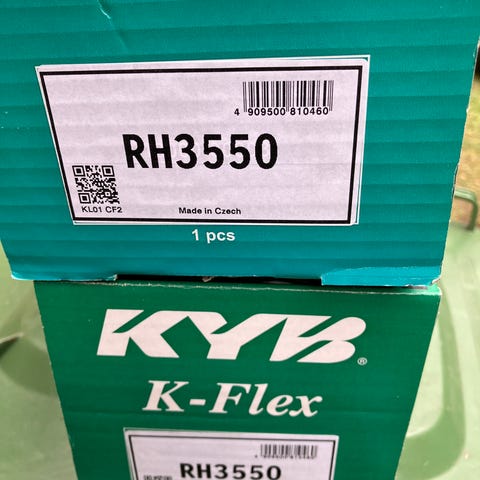 4 909500 810460
RH3550
KL01 CF2
Made in Czech
1 pcs
KYB®
K-Flex
RH3550